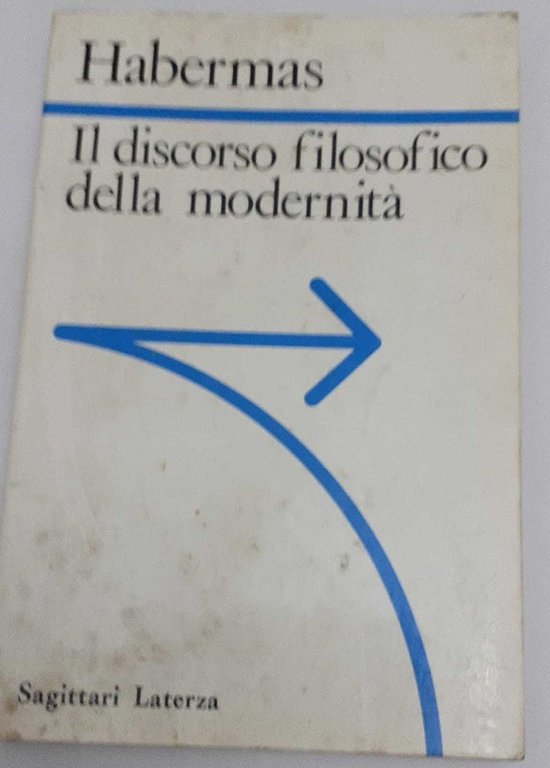 Habermas
Il discorso filosofico
della modernità
Sagittari Laterza